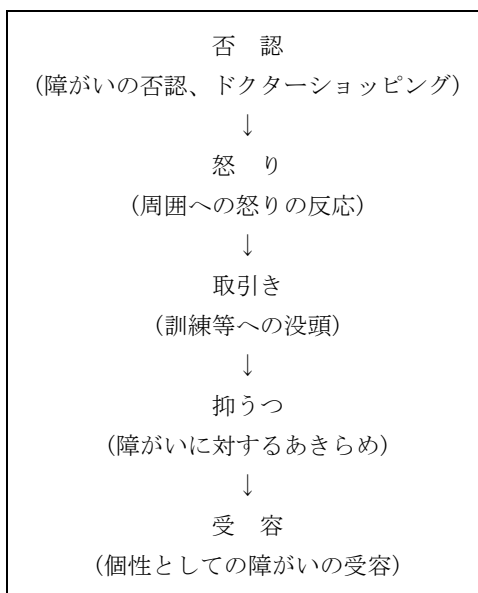 否　認
（障がいの否認、ドクターショッピング）
↓
怒　り
（周囲への怒りの反応）
↓
取引き
（訓練等への没頭）
↓
抑うつ
（障がいに対するあきらめ）
↓
受　容
（個性としての障がいの受容）